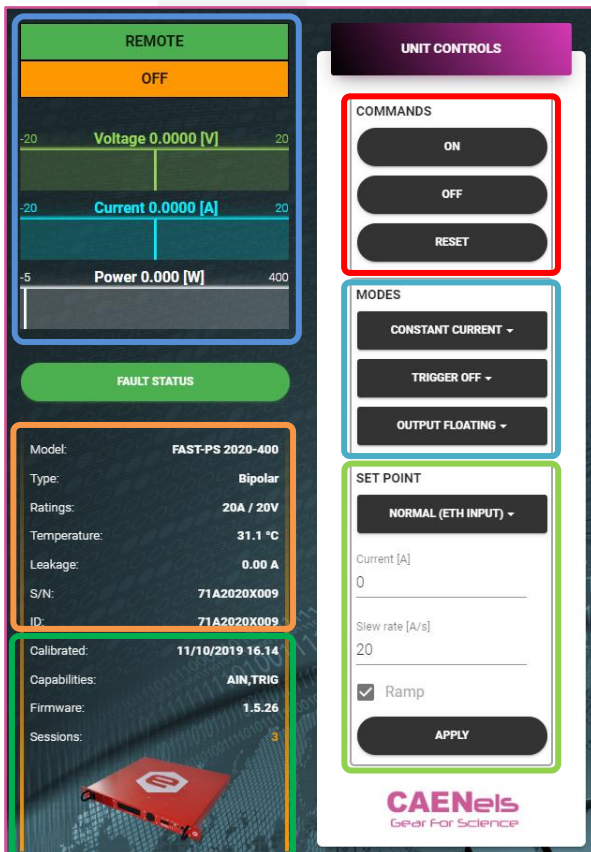 REMOTE
OFF
-20 Voltage 0.0000 [V] 20
-20 Current 0.0000 [A] 20
-5 Power 0.000 [W] 400
FAULT STATUS
Model: FAST-PS 2020-400
Type: Bipolar
Ratings: 20A / 20V
Temperature: 31.1 °C
Leakage: 0.00 A
S/N: 71A2020X009
ID: 71A2020X009
Calibrated: 11/10/2019 16.14
Capabilities: AIN,TRIG
Firmware: 1.5.26
Sessions: 3
UNIT CONTROLS
COMMANDS
ON
OFF
RESET
MODES
CONSTANT CURRENT
TRIGGER OFF
OUTPUT FLOATING
SET POINT
NORMAL (ETH INPUT)
Current [A]
0
Slew rate [A/s]
20
Ramp
APPLY
CAENels
Gear For Science